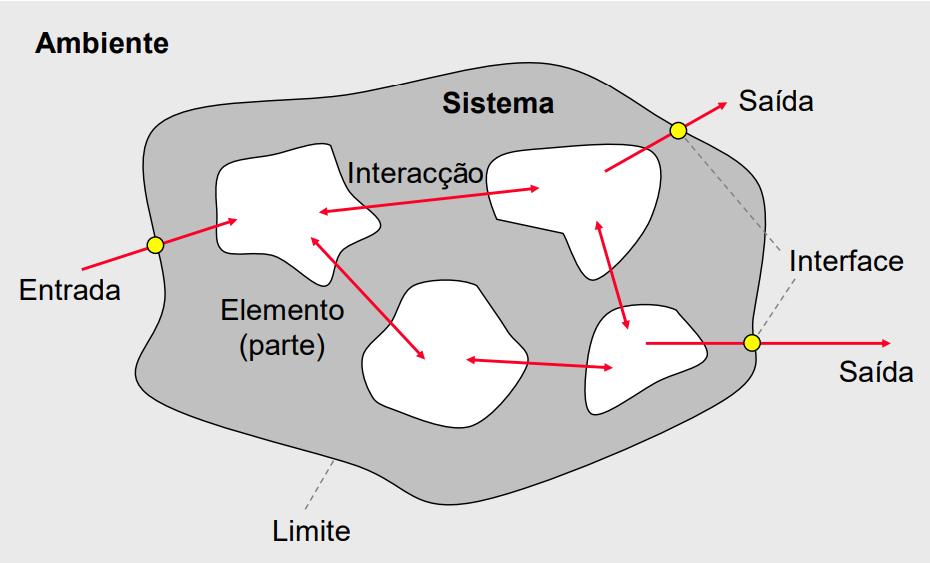 Ambiente
Sistema
Saída
Interacção
Interface
Entrada
Elemento
(parte)
Saída
Limite